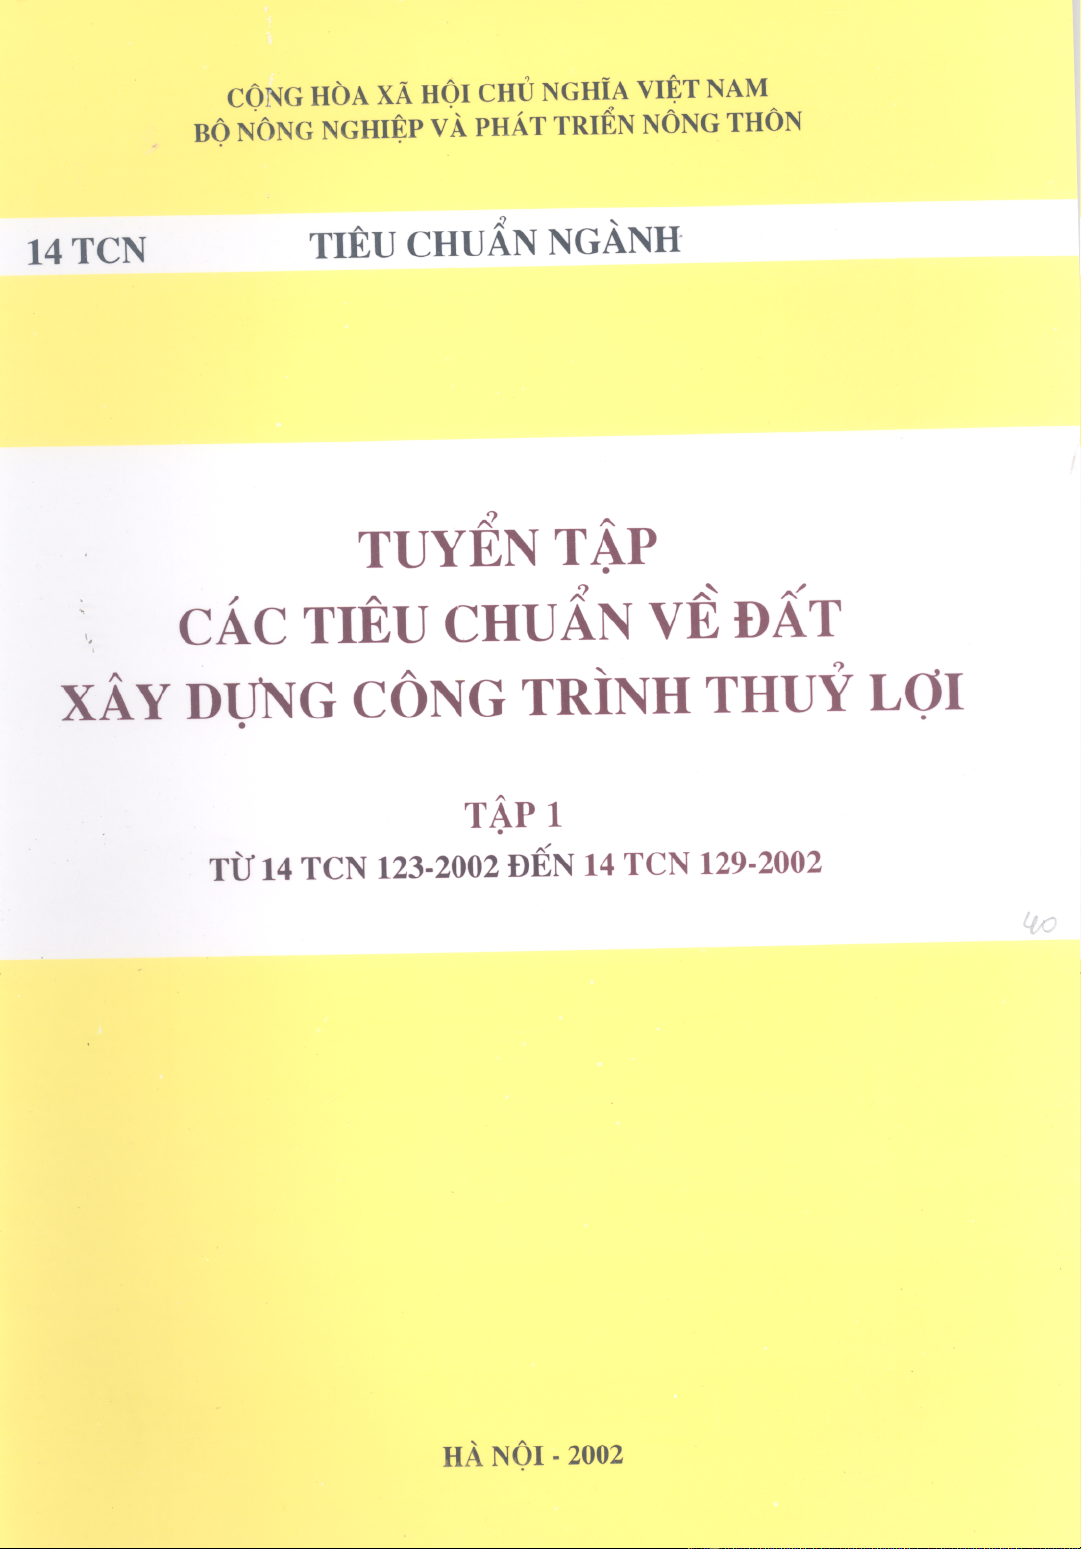 CỘNG HÒA XÃ HỘI CHỦ NGHĨA VIỆT NAM
BỘ NÔNG NGHIỆP VÀ PHÁT TRIỂN NÔNG THÔN
14 TCN TIÊU CHUẨN NGÀNH
TUYỂN TẬP
CÁC TIÊU CHUẨN VỀ ĐẤT
XÂY DỰNG CÔNG TRÌNH THUỶ LỢI
TẬP 1
TỪ 14 TCN 123-2002 ĐẾN 14 TCN 129-2002
40
HÀ NỘI - 2002